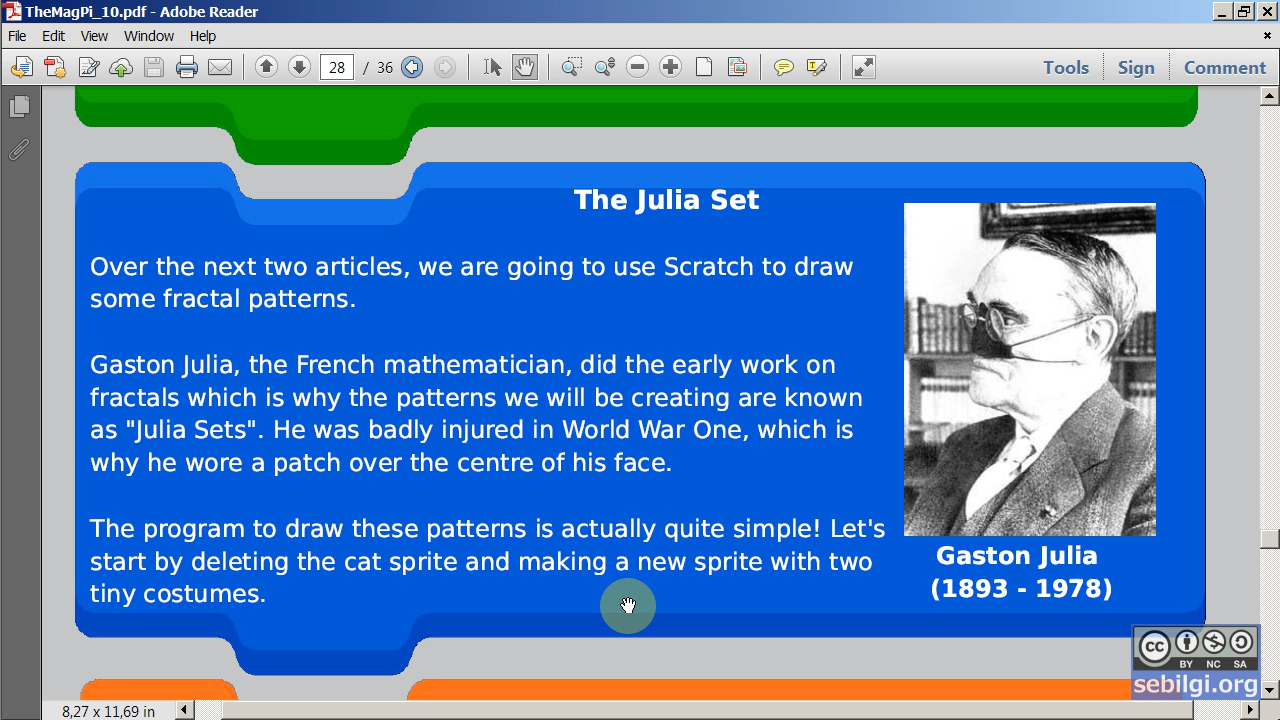 TheMagPi_10.pdf - Adobe Reader
File Edit View Window Help
28 / 36 Tools Sign Comment
The Julia Set
Over the next two articles, we are going to use Scratch to draw
some fractal patterns.
Gaston Julia, the French mathematician, did the early work on
fractals which is why the patterns we will be creating are known
as "Julia Sets". He was badly injured in World War One, which is
why he wore a patch over the centre of his face.
The program to draw these patterns is actually quite simple! Let's
start by deleting the cat sprite and making a new sprite with two
tiny costumes.
Gaston Julia
(1893 - 1978)
cc BY NC SA
sebilgi.org
8,27 x 11,69 in